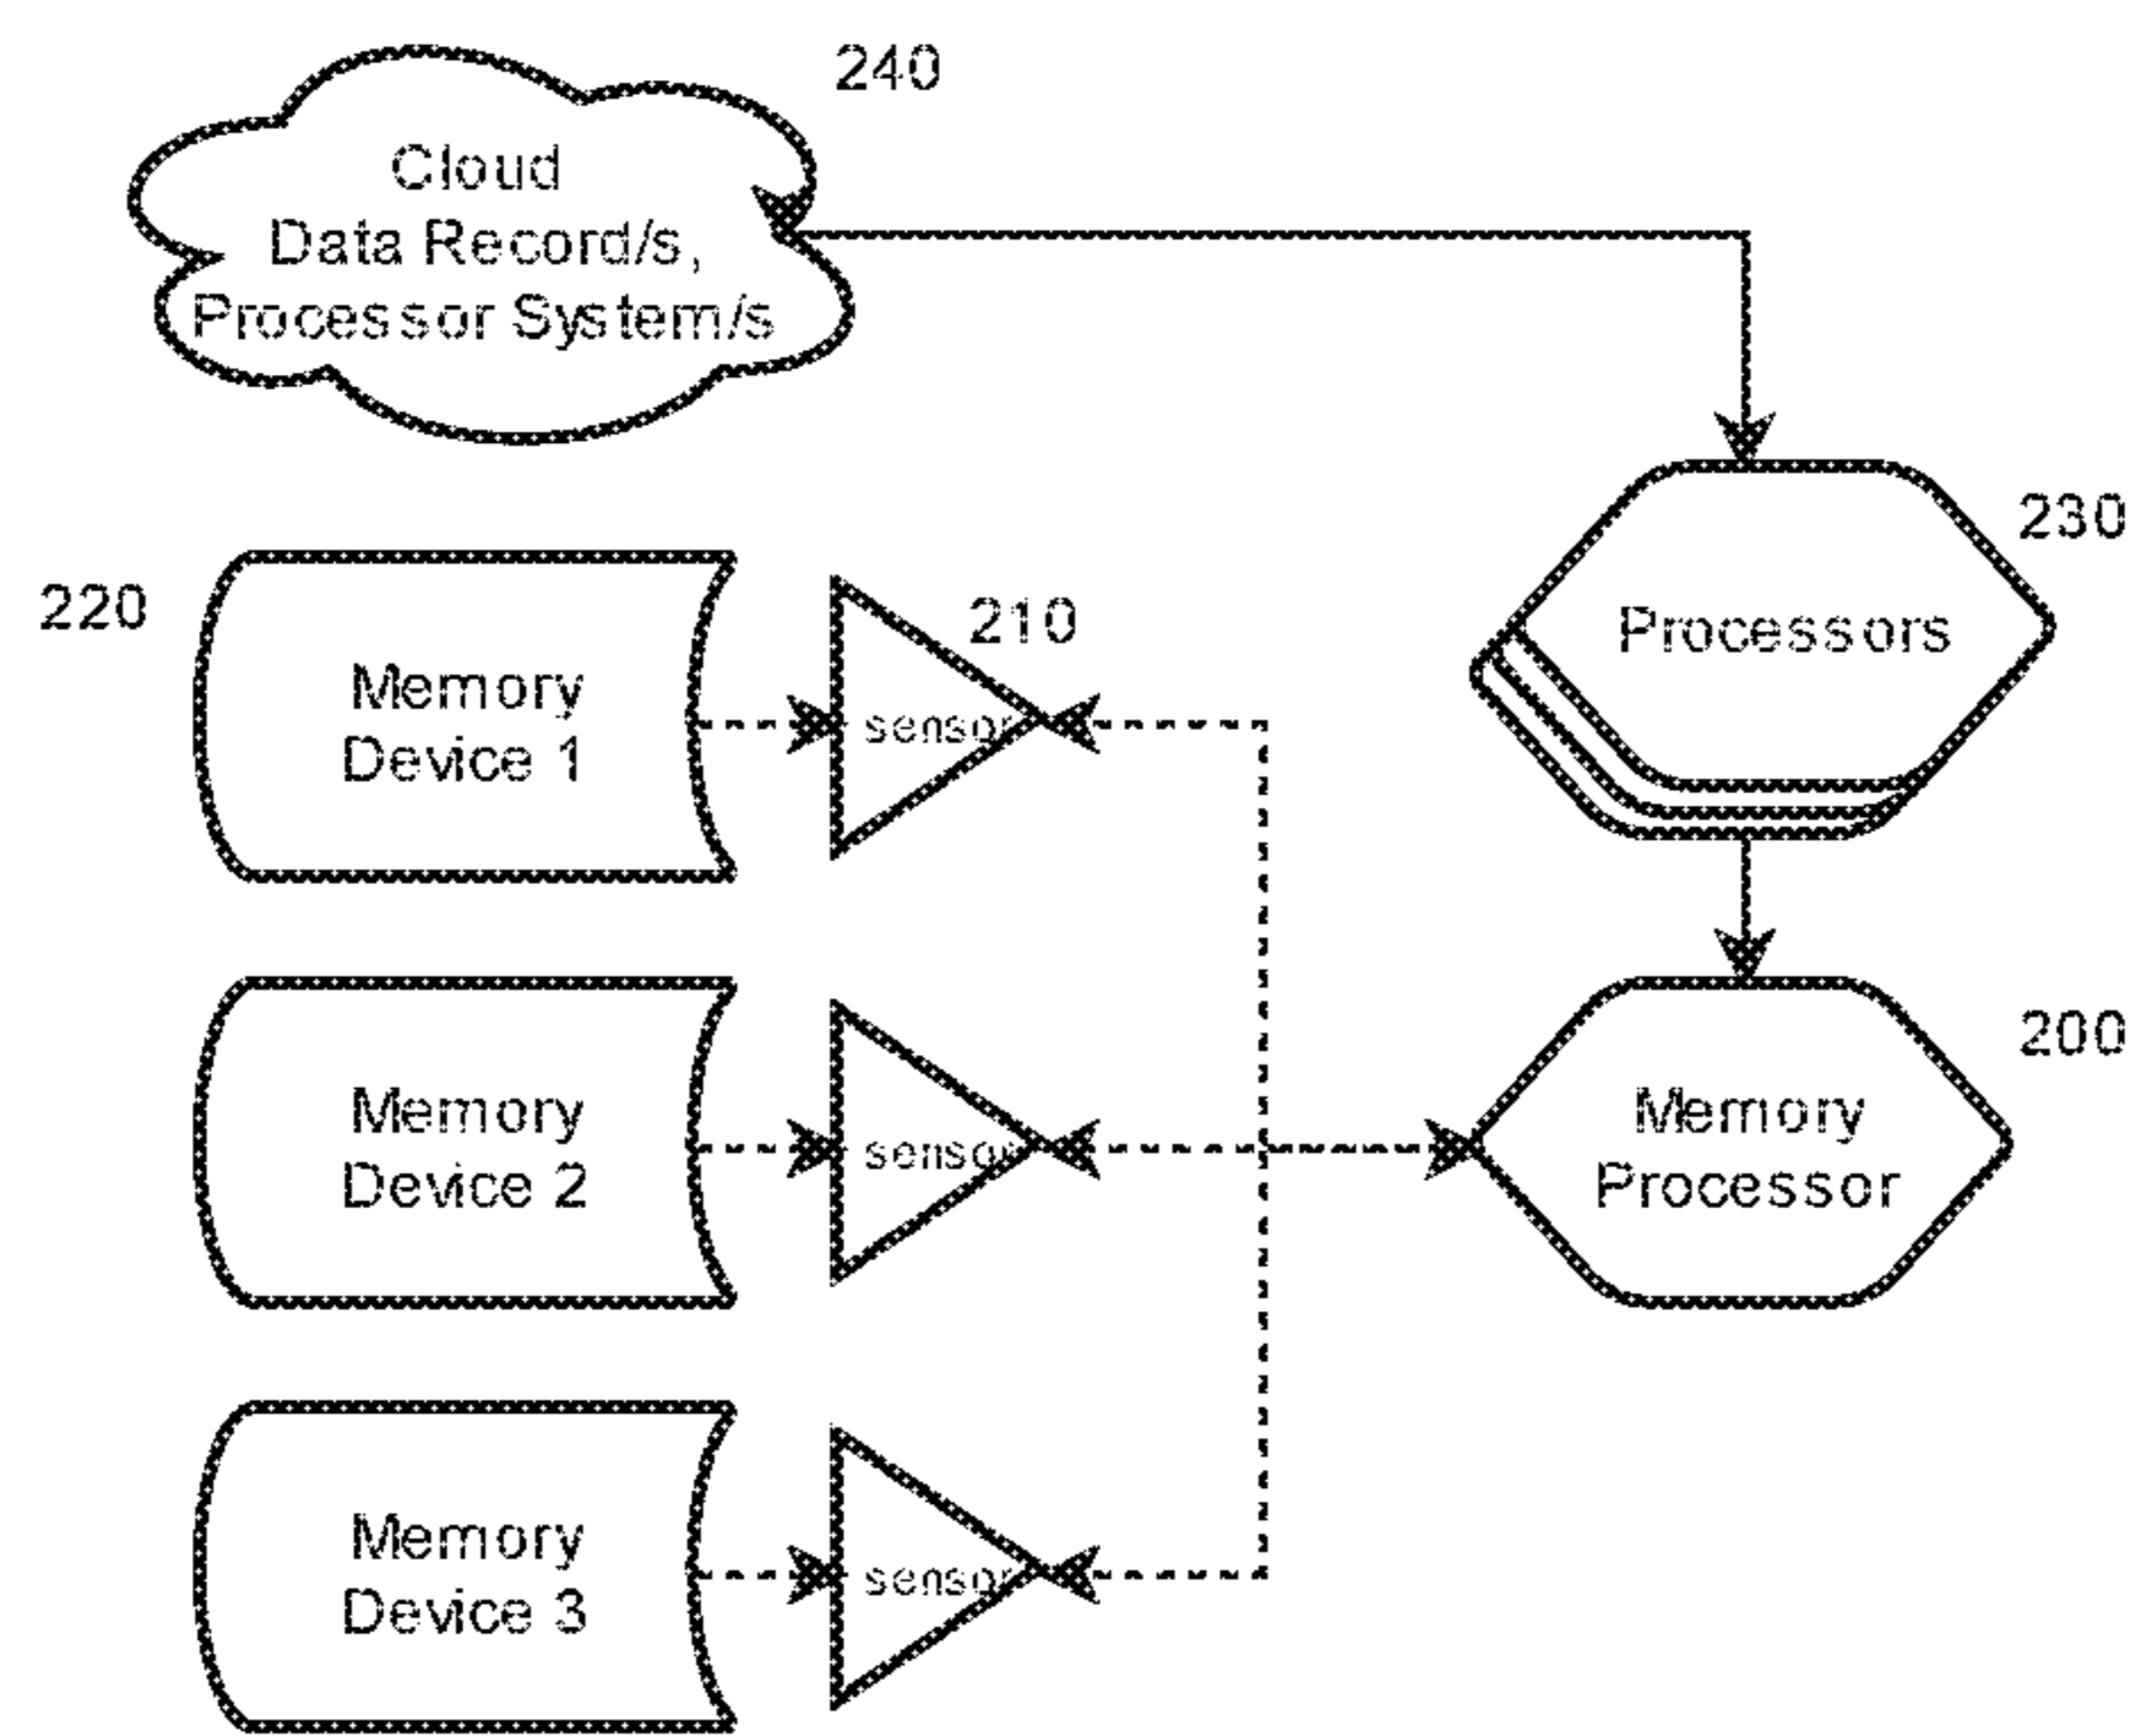 240
Cloud
Data Record/s,
Processor System/s
230
Processors
220
210
Memory
Device 1
sensor
200
Memory
Processor
Memory
Device 2
sensor
Memory
Device 3
sensor